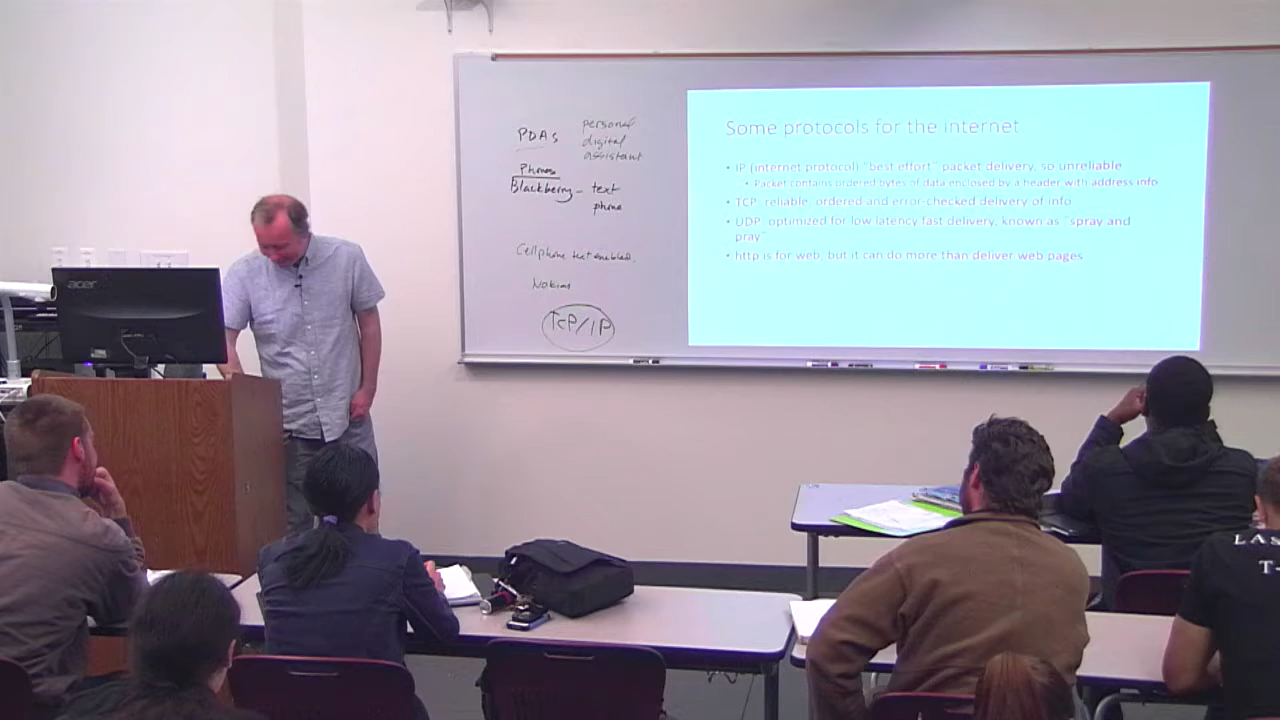 acer
PDAs personal
digital
assistant
Phones
Blackberry - text
phone
Cellphone text enabled.
TCP/IP
Some protocols for the internet
• IP (internet protocol) "best effort" packet delivery, so unreliable
• Packet contains ordered bytes of data enclosed by a header with address info
• TCP reliable, ordered and error-checked delivery of info
• UDP optimized for low latency fast delivery, known as "spray and
pray"
• http is for web, but it can do more than deliver web pages
LAS
T-